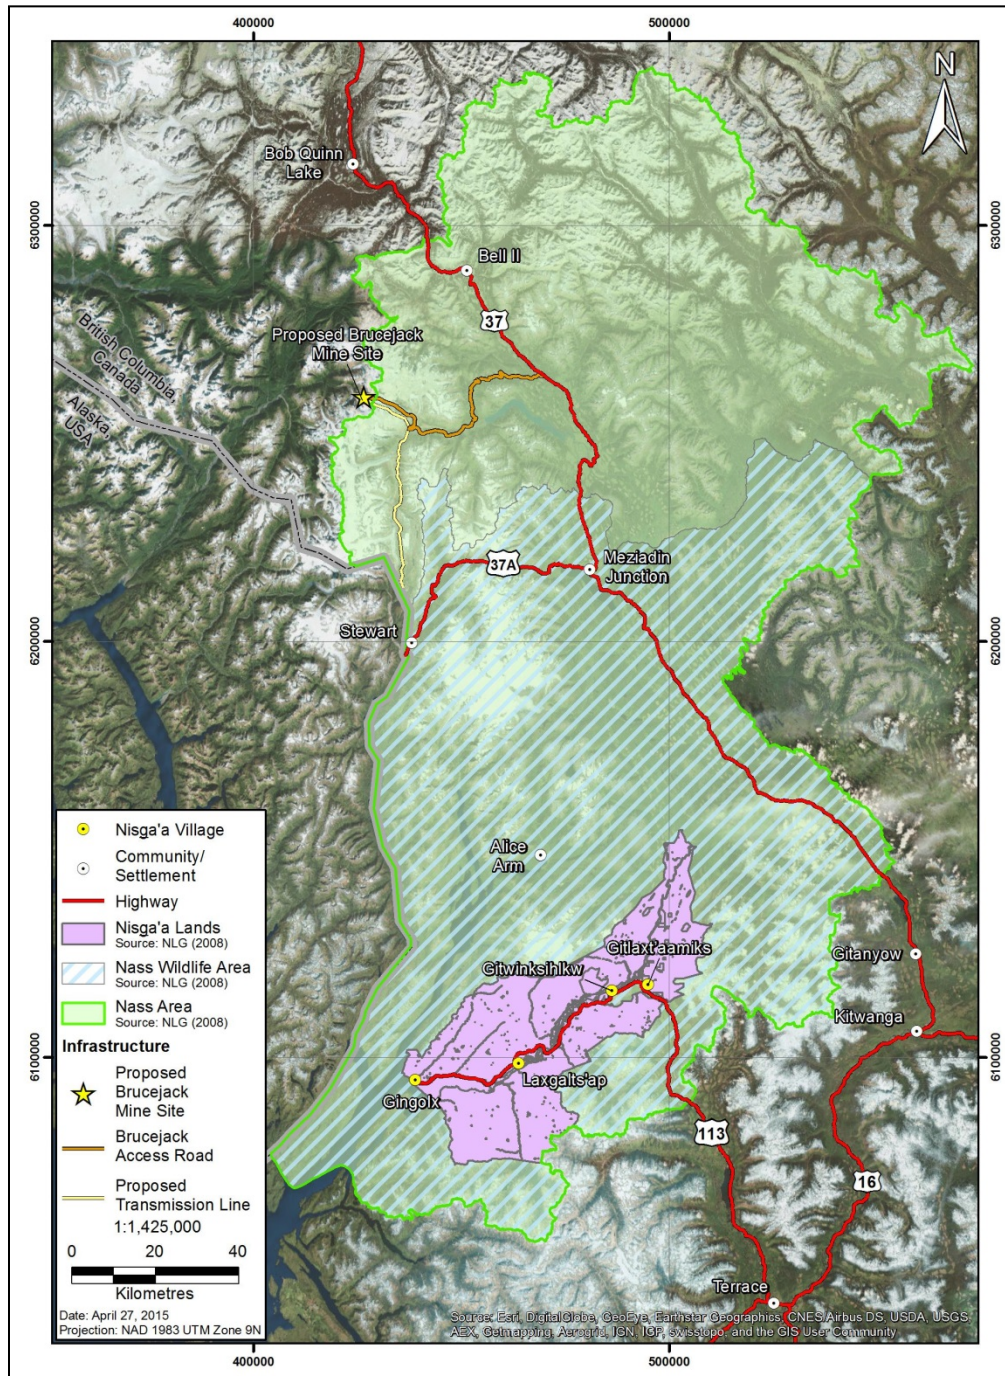 400000
500000
N
Bob Quinn
Lake
6300000
6300000
Bell II
37
British Columbia,
Canada
Alaska,
USA
Proposed Brucejack
Mine Site
37A
Meziadin
Junction
Stewart
6200000
6200000
Alice
Arm
Gitlaxt'aamiks
Gitwinksihlkw
Gitanyow
Kitwanga
6100000
6100000
Laxgalts'ap
Gingolx
113
16
Terrace
Nisga'a Village
Community/
Settlement
Highway
Nisga'a Lands
Source: NLG (2008)
Nass Wildlife Area
Source: NLG (2008)
Nass Area
Source: NLG (2008)
Infrastructure
Proposed
Brucejack
Mine Site
Brucejack
Access Road
Proposed
Transmission Line
1:1,425,000
0 20 40
Kilometres
Date: April 27, 2015
Projection: NAD 1983 UTM Zone 9N
Source: Esri, DigitalGlobe, GeoEye, Earthstar Geographics, CNES/Airbus DS, USDA, USGS,
AEX, Getmapping, Aerogrid, IGN, IGP, swisstopo, and the GIS User Community
400000
500000